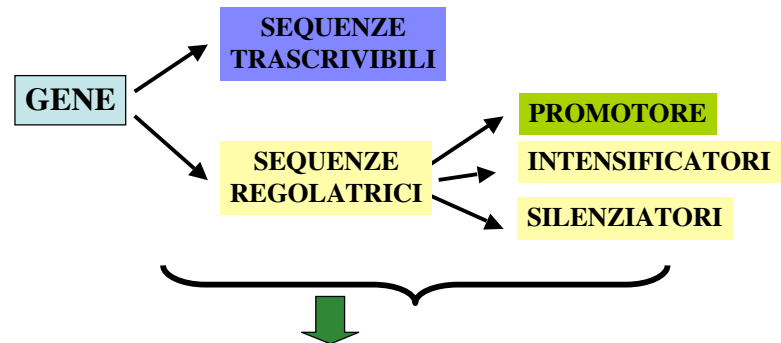 SEQUENZE
TRASCRIVIBILI
GENE
PROMOTORE
SEQUENZE
REGOLATRICI
INTENSIFICATORI
SILENZIATORI